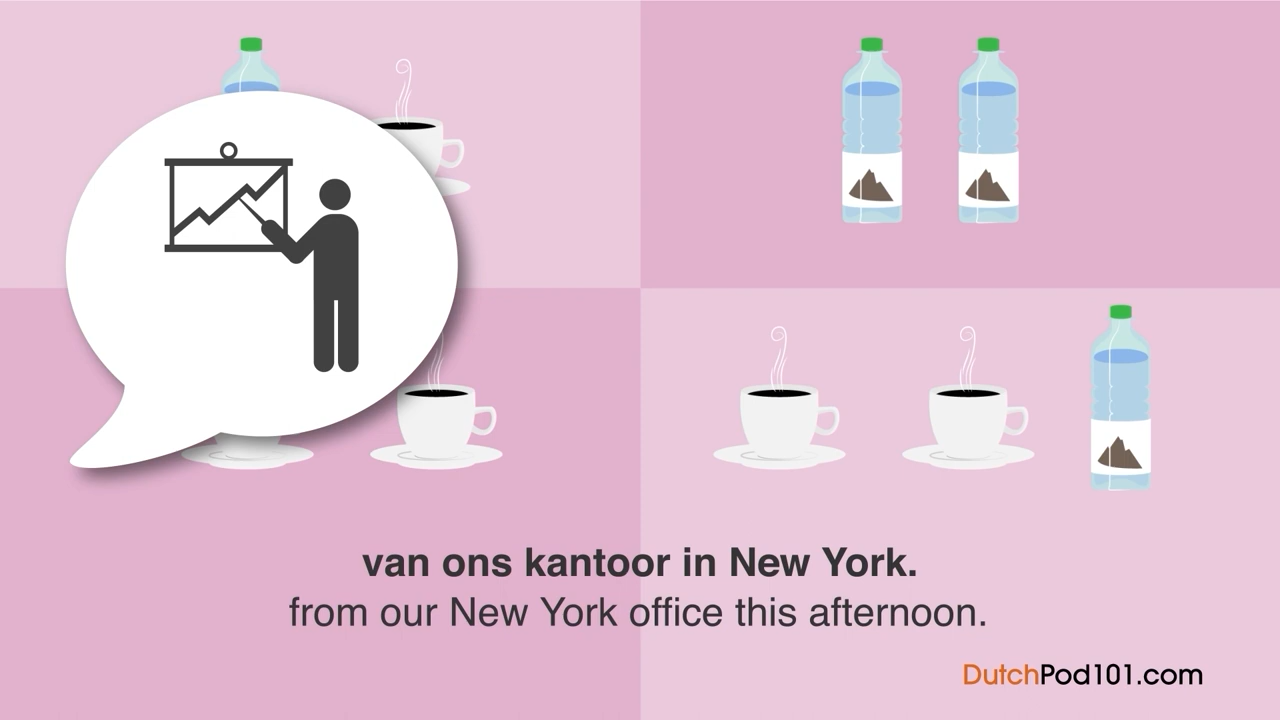 van ons kantoor in New York.
from our New York office this afternoon.
DutchPod101.com